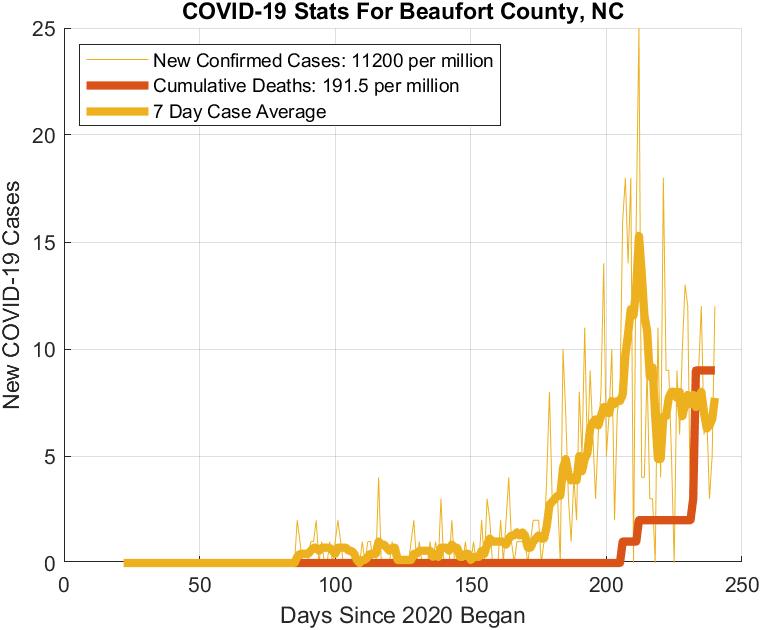 COVID-19 Stats For Beaufort County, NC
New Confirmed Cases: 11200 per million
Cumulative Deaths: 191.5 per million
7 Day Case Average
New COVID-19 Cases
25
20
15
10
5
0
0 50 100 150 200 250
Days Since 2020 Began